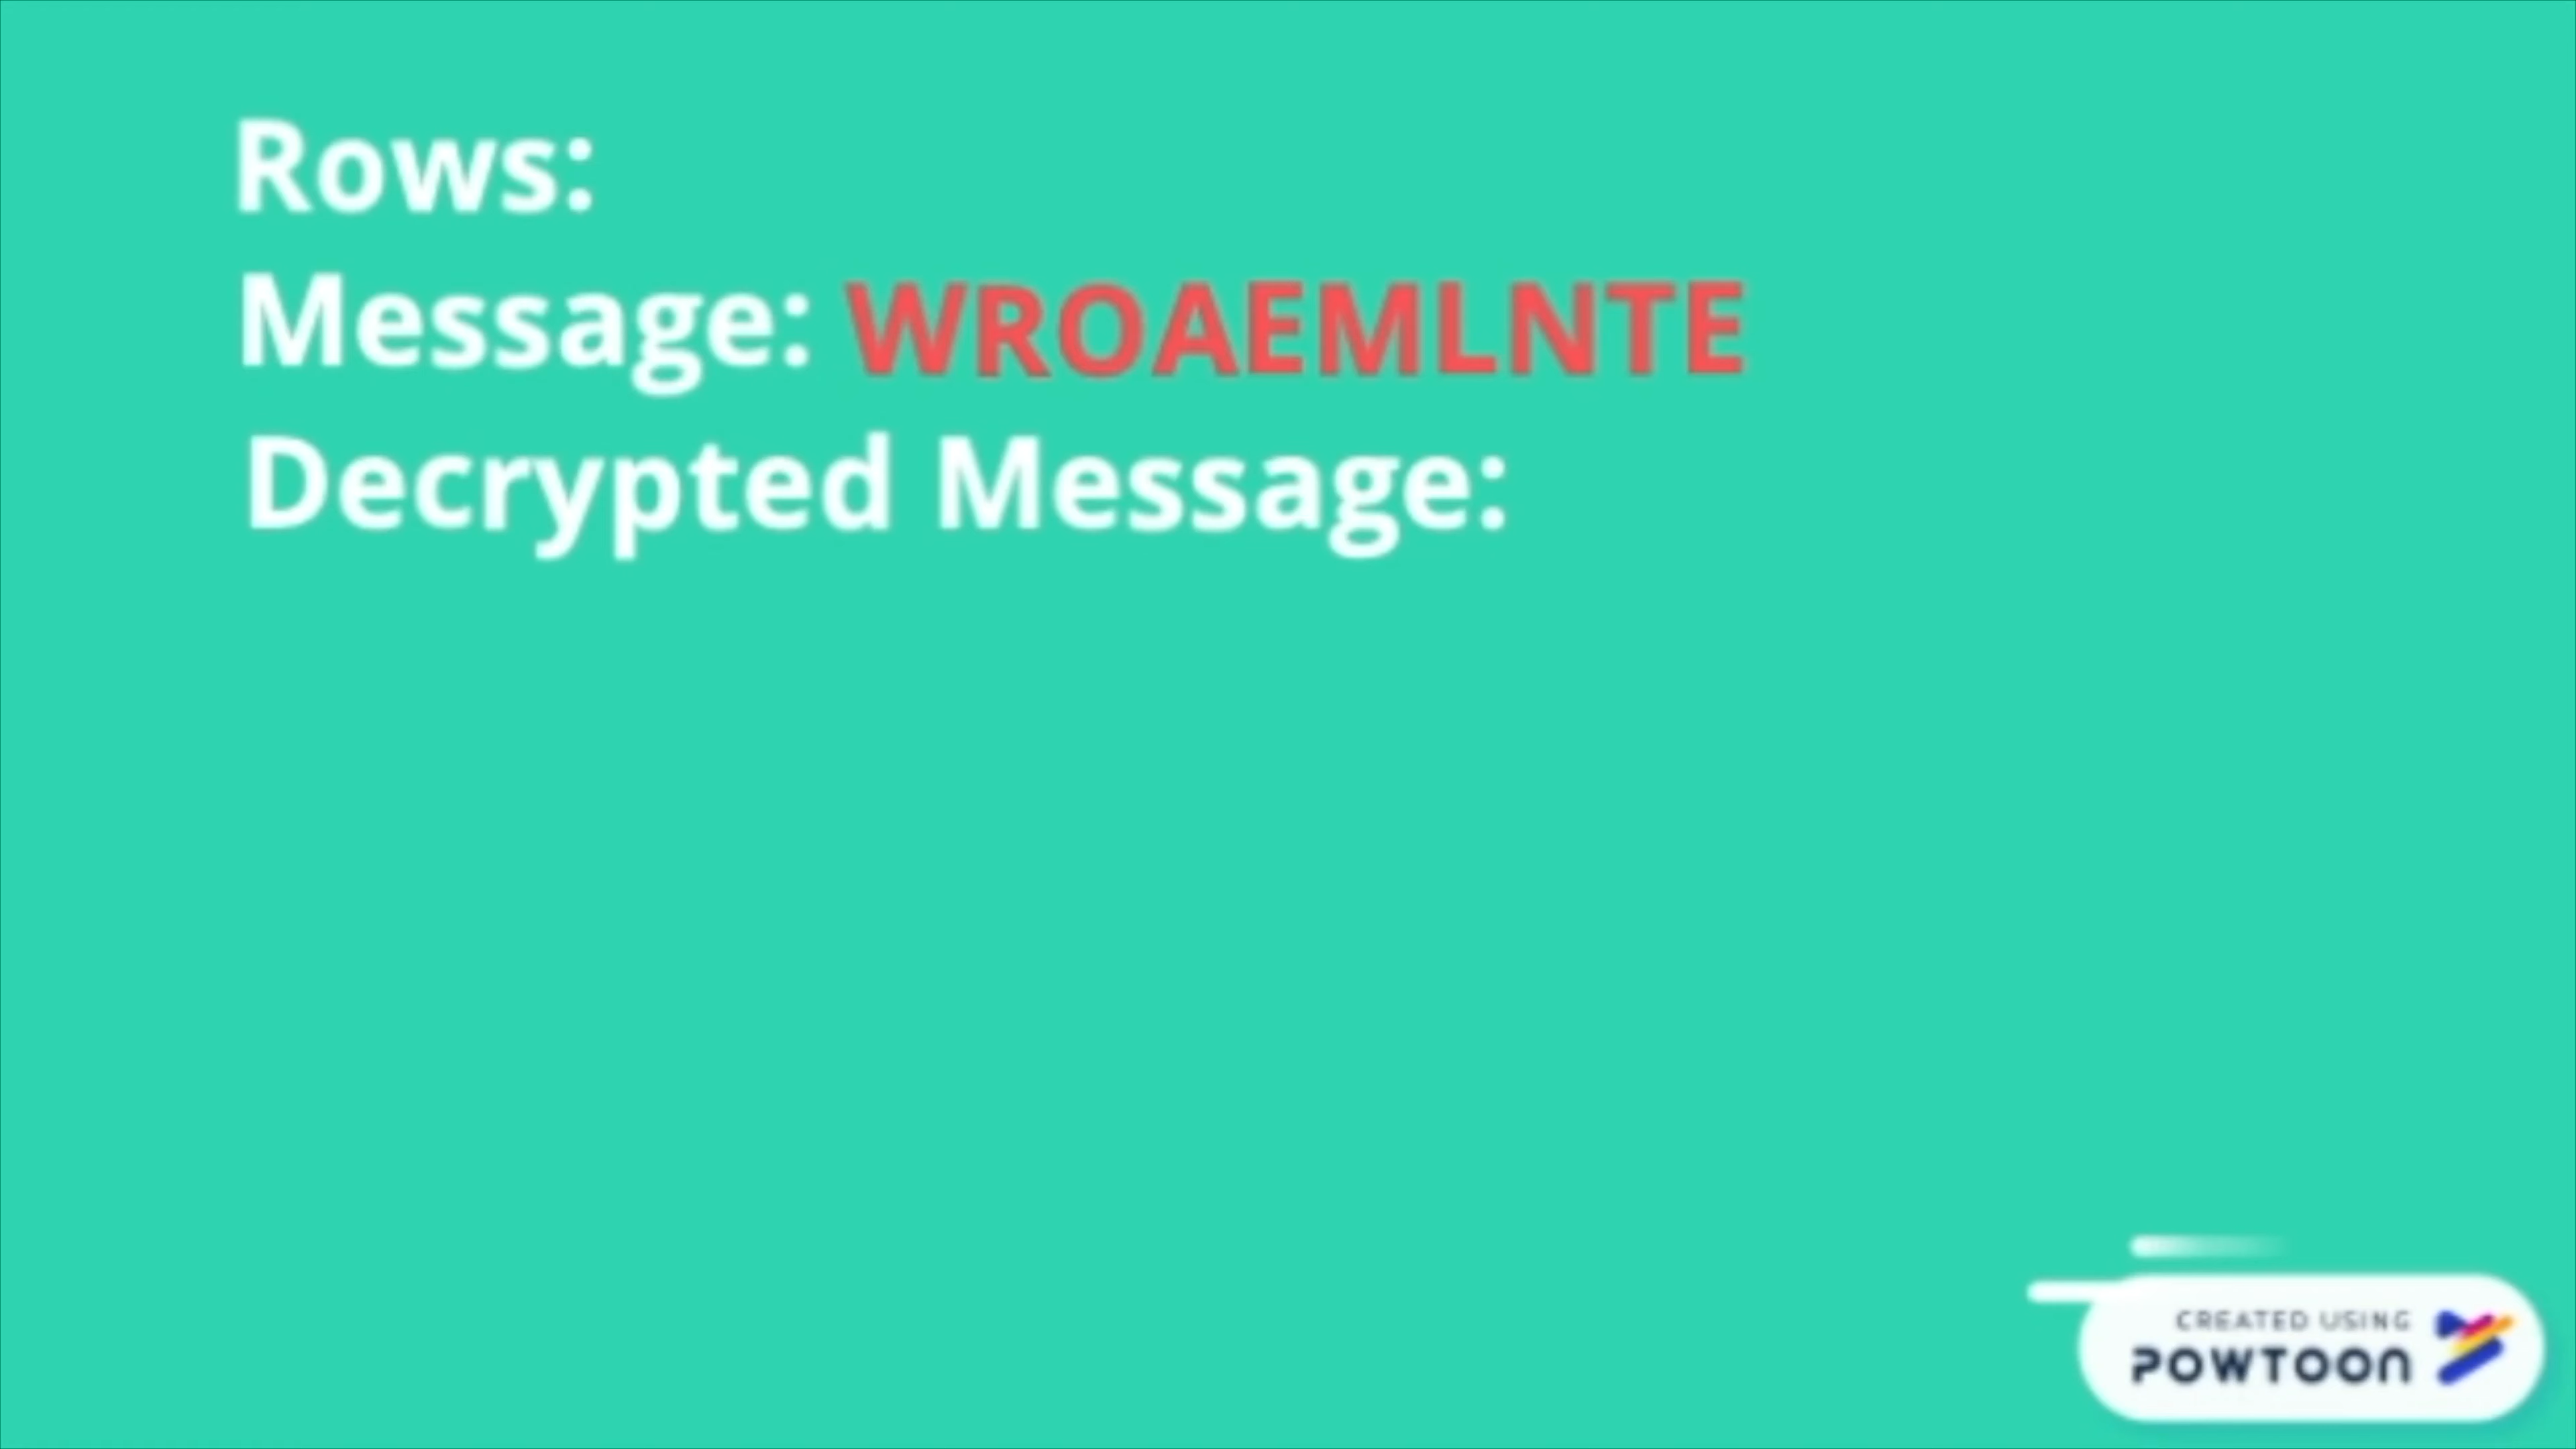 Rows:
Message: WROAEMLNTE
Decrypted Message:
CREATED USING
POWTOON